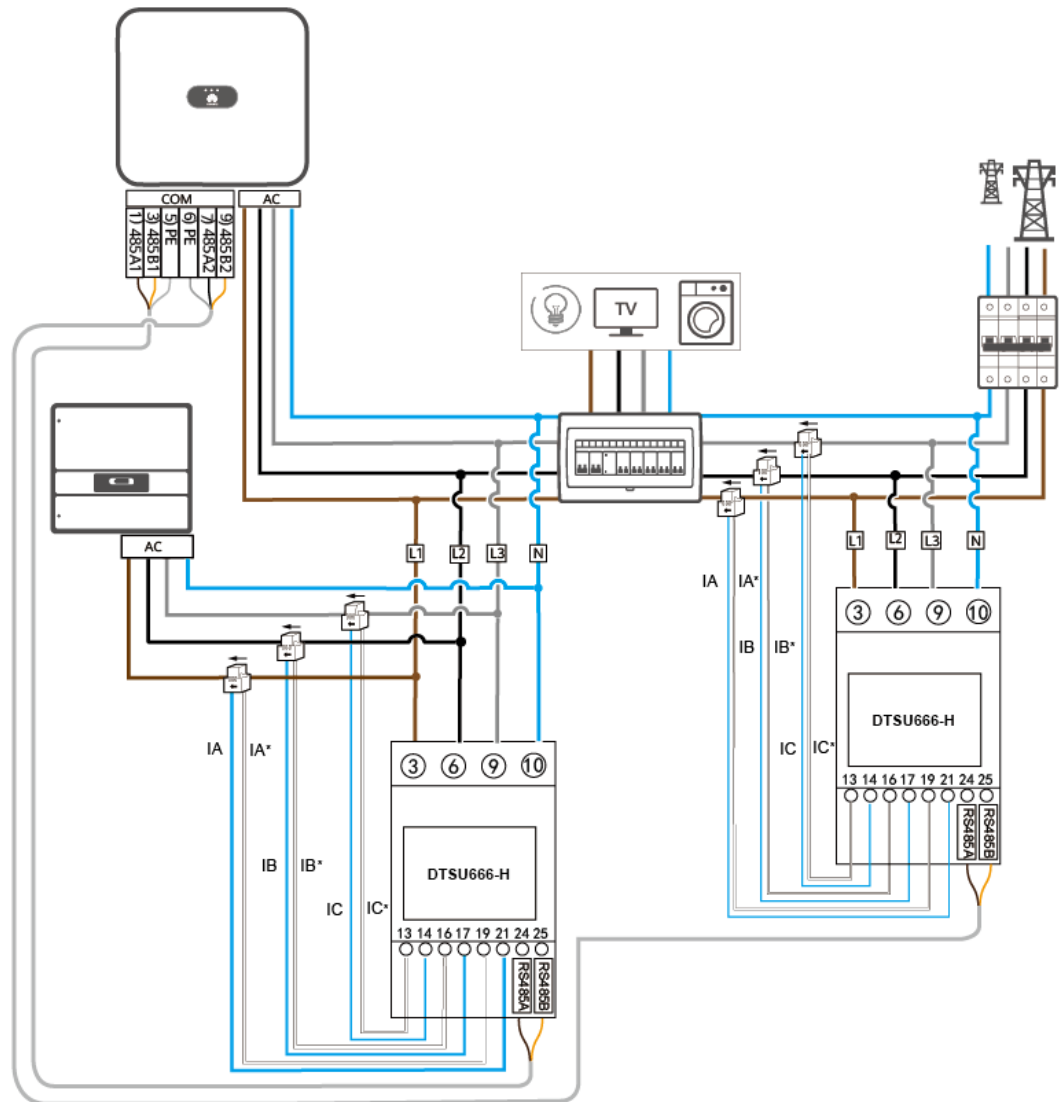 COM
AC
1) 485A1
3) 485B1
5) PE
6) PE
7) 485A2
9) 485B2
TV
AC
L1 L2 L3 N
L1 L2 L3 N
IA IA*
IB IB*
IC IC*
3 6 9 10
DTSU666-H
13 14 16 17 19 21 24 25
RS485A
RS485B
IA IA*
IB IB*
IC IC*
3 6 9 10
DTSU666-H
13 14 16 17 19 21 24 25
RS485A
RS485B